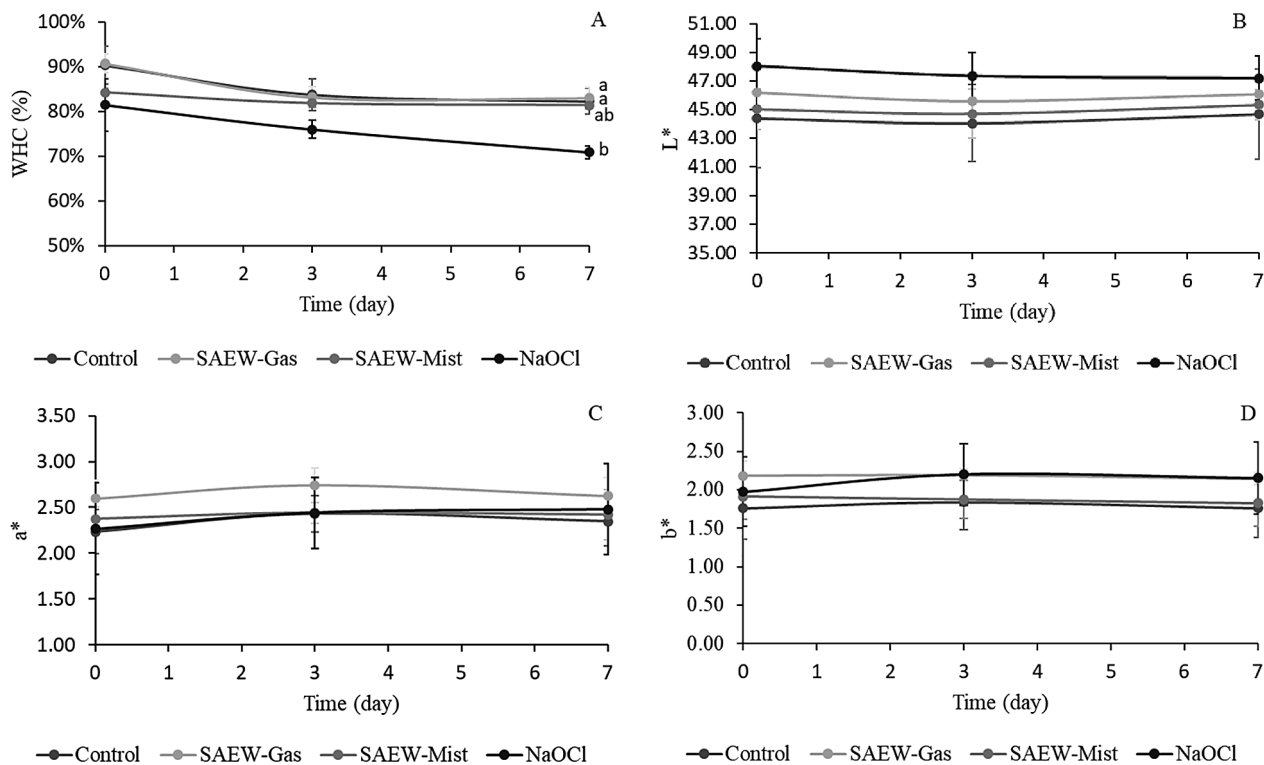 A
WHC (%)
100%
90%
80%
70%
60%
50%
a
a
ab
b
0 1 2 3 4 5 6 7
Time (day)
Control SAEW-Gas SAEW-Mist NaOCl
B
L*
51.00
49.00
47.00
45.00
43.00
41.00
39.00
37.00
35.00
0 1 2 3 4 5 6 7
Time (day)
Control SAEW-Gas SAEW-Mist NaOCl
C
a*
3.50
3.00
2.50
2.00
1.50
1.00
0 1 2 3 4 5 6 7
Time (day)
Control SAEW-Gas SAEW-Mist NaOCl
D
b*
3.00
2.50
2.00
1.50
1.00
0.50
0.00
0 1 2 3 4 5 6 7
Time (day)
Control SAEW-Gas SAEW-Mist NaOCl